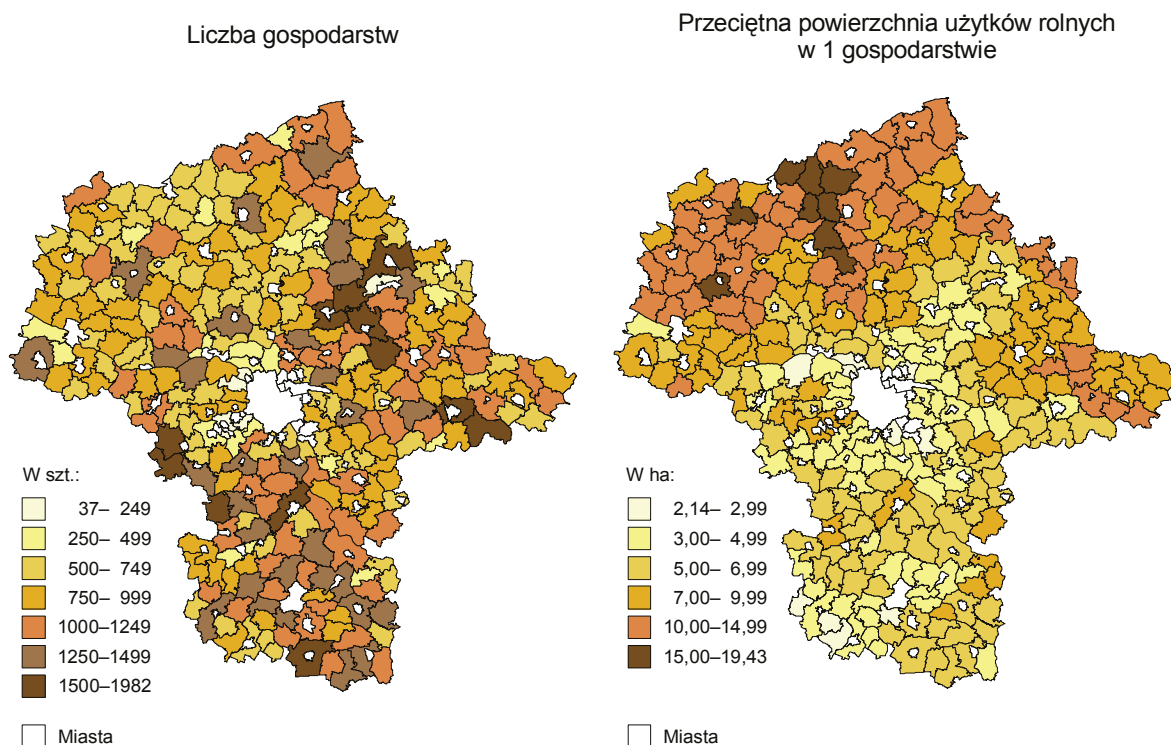 Liczba gospodarstw
W szt.:
37– 249
250– 499
500– 749
750– 999
1000–1249
1250–1499
1500–1982
Miasta
Przeciętna powierzchnia użytków rolnych
w 1 gospodarstwie
W ha:
2,14– 2,99
3,00– 4,99
5,00– 6,99
7,00– 9,99
10,00–14,99
15,00–19,43
Miasta